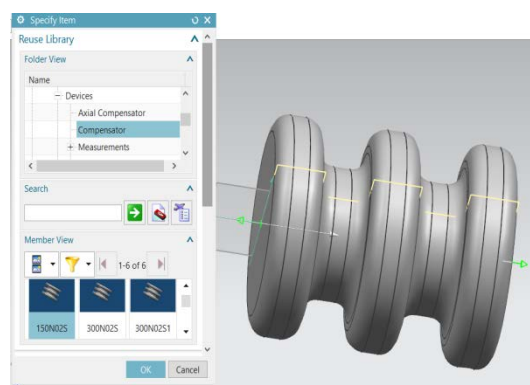 Specify Item
Reuse Library
Folder View
Name
Devices
Axial Compensator
Compensator
Measurements
Search
Member View
1-6 of 6
150N02S
300N02S
300N02S1
OK
Cancel